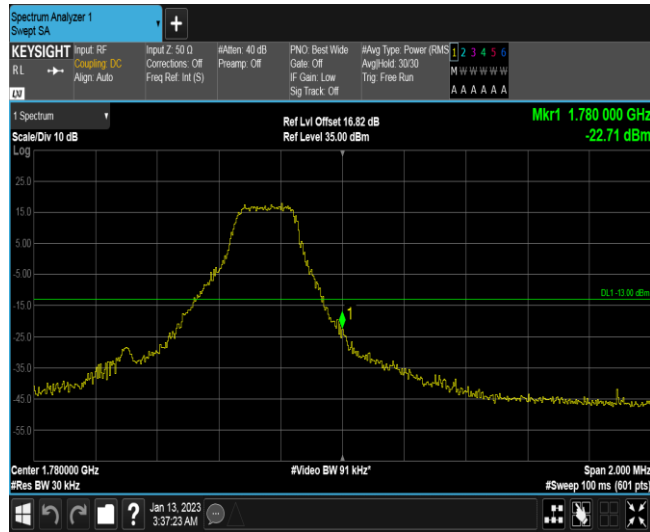 Spectrum Analyzer 1
Swept SA
+
KEYSIGHT
RL
LXI
Input: RF
Coupling: DC
Align: Auto
Input Z: 50 Ω
Corrections: Off
Freq Ref: Int (S)
#Atten: 40 dB
Preamp: Off
PNO: Best Wide
Gate: Off
IF Gain: Low
Sig Track: Off
#Avg Type: Power (RMS
Avg|Hold: 30/30
Trig: Free Run
1 2 3 4 5 6
M W W W W W
A A A A A A
1 Spectrum
Scale/Div 10 dB
Log
Ref Lvl Offset 16.82 dB
Ref Level 35.00 dBm
Mkr1 1.780 000 GHz
-22.71 dBm
25.0
15.0
5.00
-5.00
-15.0
-25.0
-35.0
-45.0
-55.0
DL1 -13.00 dBm
1
Center 1.780000 GHz
#Res BW 30 kHz
#Video BW 91 kHz*
Span 2.000 MHz
#Sweep 100 ms (601 pts)
?
Jan 13, 2023
3:37:23 AM